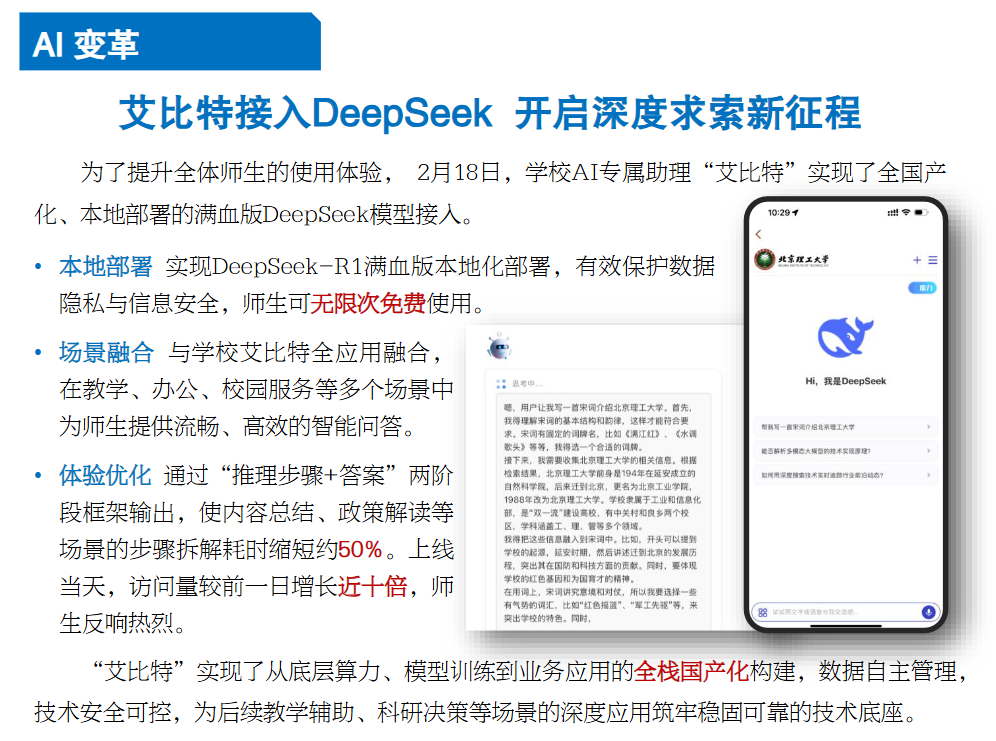 AI 变革
艾比特接入DeepSeek 开启深度求索新征程
为了提升全体师生的使用体验， 2月18日，学校AI专属助理“艾比特”实现了全国产
化、本地部署的满血版DeepSeek模型接入。
• 本地部署 实现DeepSeek-R1满血版本地化部署，有效保护数据
隐私与信息安全，师生可无限次免费使用。
• 场景融合 与学校艾比特全应用融合，
在教学、办公、校园服务等多个场景中
为师生提供流畅、高效的智能问答。
• 体验优化 通过“推理步骤+答案”两阶
段框架输出，使内容总结、政策解读等
场景的步骤拆解耗时缩短约50%。上线
当天，访问量较前一日增长近十倍，师
生反响热烈。
思考中...
嗯，用户让我写一首宋词介绍北京理工大学。首先，
我得理解宋词的基本结构和韵律，这样才能符合要
求。宋词有固定的词牌名，比如《满江红》、《水调
歌头》等等，我得选一个合适的词牌。
接下来，我需要收集北京理工大学的相关信息。根据
检索结果，北京理工大学前身是194年在延安成立的
自然科学院，后来迁到北京，更名为北京工业学院，
1988年改为北京理工大学。学校隶属于工业和信息化
部，是“双一流”建设高校，有中关村和良乡两个校
区，学科涵盖工、理、管等多个领域。
我得把这些信息融入到宋词中。比如，开头可以提到
学校的起源，延安时期，然后讲述迁到北京的发展历
程，突出其在国防和科技方面的贡献。同时，要体现
学校的红色基因和为国育才的精神。
在用词上，宋词讲究意境和对仗，所以我要选择一些
有气势的词汇，比如“红色摇篮”、“军工先驱”等，来
突出学校的特色。同时，
10:29
北京理工大学
BEIJING INSTITUTE OF TECHNOLOGY
Hi，我是DeepSeek
帮我写一首宋词介绍北京理工大学
能否解析多模态大模型的技术实现原理?
如何用深度搜索技术实时追踪行业前沿动态?
试试用文字或语音与我交流吧...
“艾比特”实现了从底层算力、模型训练到业务应用的全栈国产化构建，数据自主管理，
技术安全可控，为后续教学辅助、科研决策等场景的深度应用筑牢稳固可靠的技术底座。